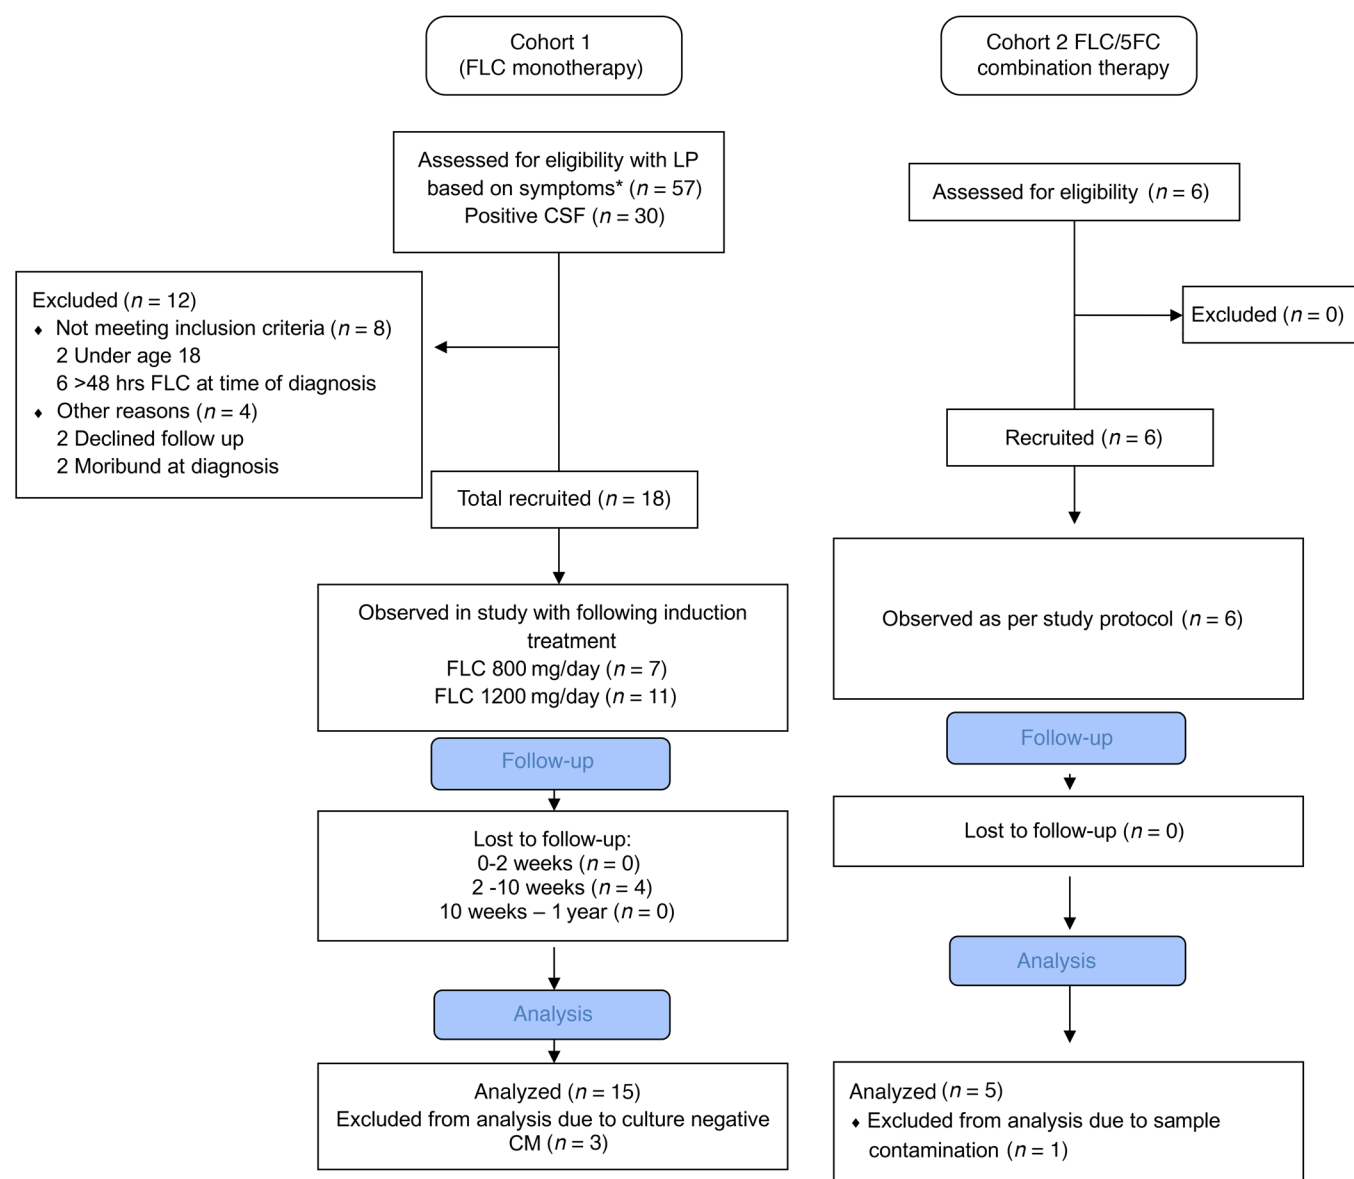 Cohort 1
(FLC monotherapy)
Assessed for eligibility with LP
based on symptoms* (n = 57)
Positive CSF (n = 30)
Excluded (n = 12)
♦ Not meeting inclusion criteria (n = 8)
2 Under age 18
6 >48 hrs FLC at time of diagnosis
♦ Other reasons (n = 4)
2 Declined follow up
2 Moribund at diagnosis
Total recruited (n = 18)
Observed in study with following induction
treatment
FLC 800 mg/day (n = 7)
FLC 1200 mg/day (n = 11)
Follow-up
Lost to follow-up:
0-2 weeks (n = 0)
2 -10 weeks (n = 4)
10 weeks – 1 year (n = 0)
Analysis
Analyzed (n = 15)
Excluded from analysis due to culture negative
CM (n = 3)
Cohort 2 FLC/5FC
combination therapy
Assessed for eligibility (n = 6)
Excluded (n = 0)
Recruited (n = 6)
Observed as per study protocol (n = 6)
Follow-up
Lost to follow-up (n = 0)
Analysis
Analyzed (n = 5)
♦ Excluded from analysis due to sample
contamination (n = 1)